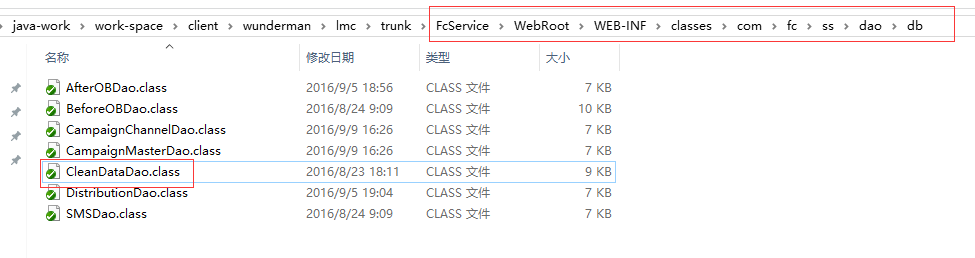 java-work › work-space › client › wunderman › lmc › trunk › FcService › WebRoot › WEB-INF › classes › com › fc › ss › dao › db
名称 修改日期 类型 大小
AfterOBDao.class 2016/9/5 18:56 CLASS 文件 7 KB
BeforeOBDao.class 2016/8/24 9:09 CLASS 文件 10 KB
CampaignChannelDao.class 2016/9/9 16:26 CLASS 文件 7 KB
CampaignMasterDao.class 2016/9/9 16:26 CLASS 文件 7 KB
CleanDataDao.class 2016/8/23 18:11 CLASS 文件 9 KB
DistributionDao.class 2016/9/5 19:04 CLASS 文件 7 KB
SMSDao.class 2016/8/24 9:09 CLASS 文件 7 KB